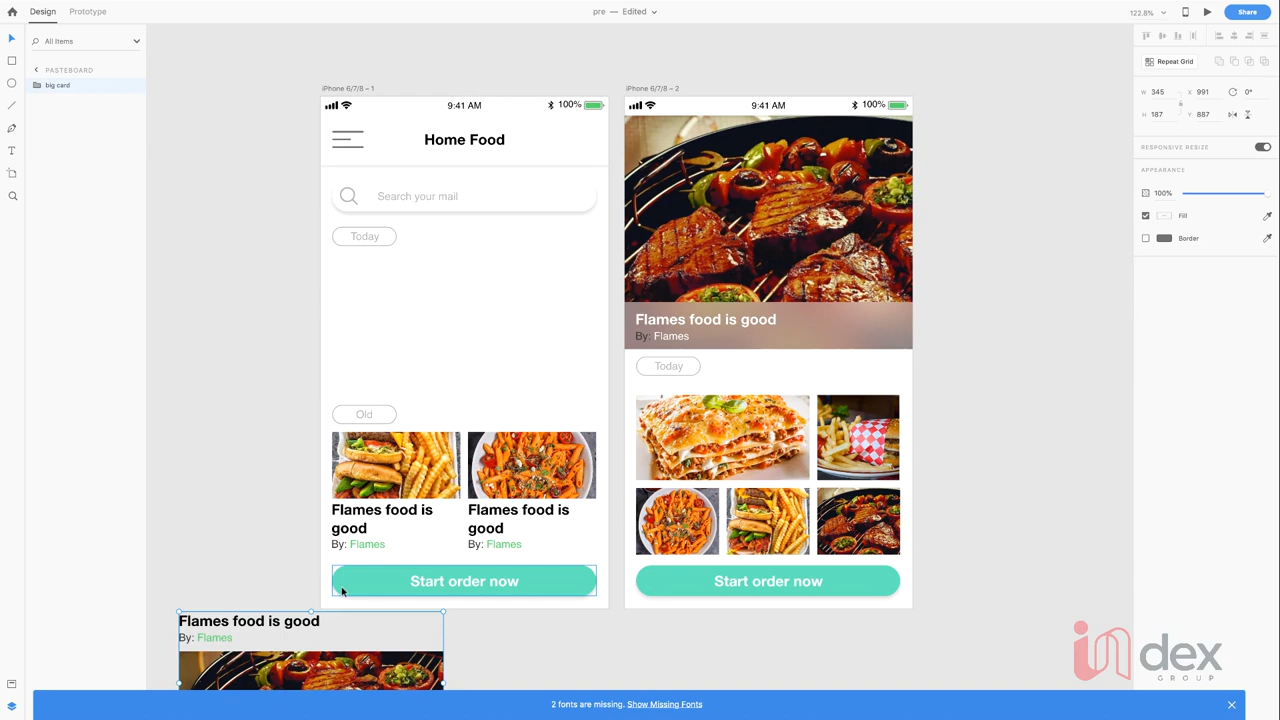 Design
Prototype
pre — Edited
122.8%
Share
All Items
PASTEBOARD
big card
Repeat Grid
W 345 X 991 0°
H 187 Y 887
RESPONSIVE RESIZE
APPEARANCE
100%
Fill
Border
iPhone 6/7/8 – 1
9:41 AM
100%
Home Food
Search your mail
Today
Old
Flames food is
good
By: Flames
Flames food is
good
By: Flames
Start order now
iPhone 6/7/8 – 2
9:41 AM
100%
Flames food is good
By: Flames
Today
Start order now
Flames food is good
By: Flames
index
GROUP
2 fonts are missing. Show Missing Fonts